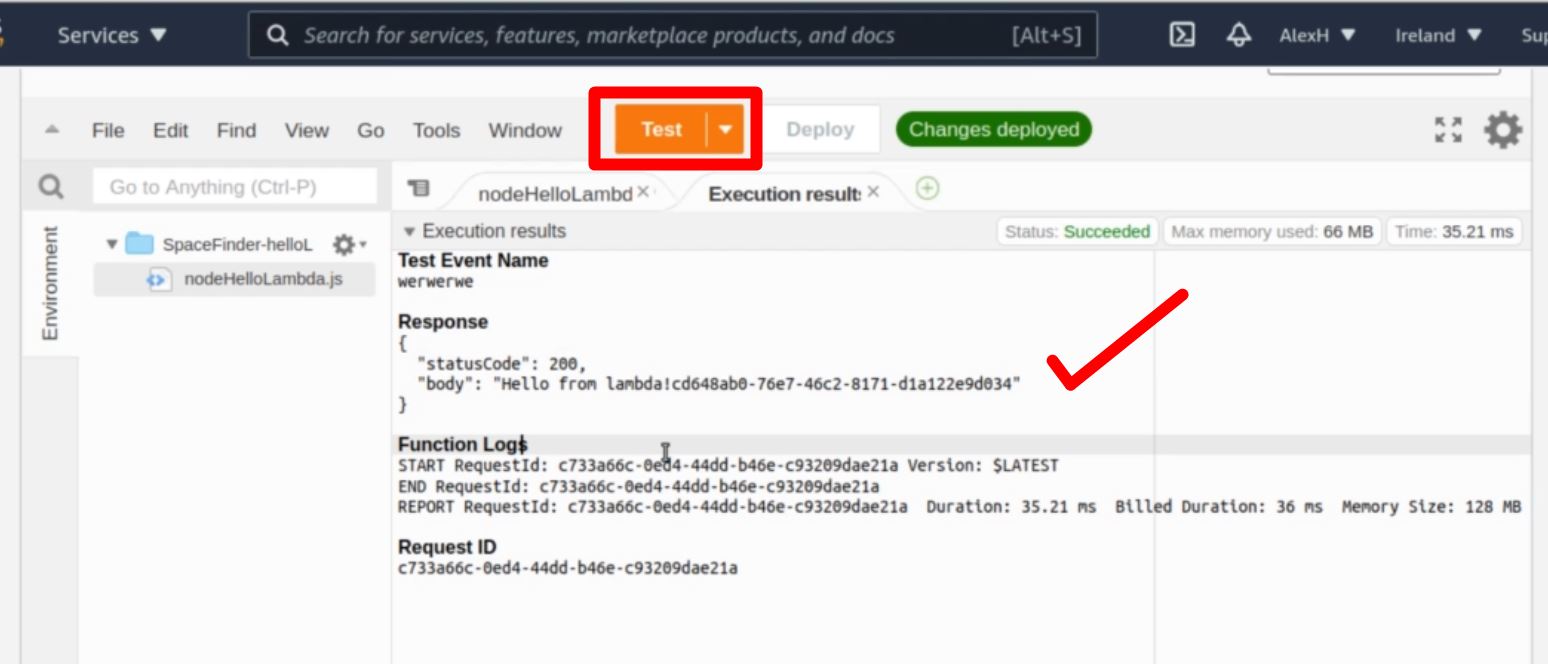 Services ▼
Search for services, features, marketplace products, and docs [Alt+S]
AlexH ▼
Ireland ▼
File Edit Find View Go Tools Window
Test
Deploy
Changes deployed
Go to Anything (Ctrl-P)
nodeHelloLambd ×
Execution result ×
Environment
SpaceFinder-helloL
nodeHelloLambda.js
Execution results
Status: Succeeded
Max memory used: 66 MB
Time: 35.21 ms
Test Event Name
werwerwe
Response
{
"statusCode": 200,
"body": "Hello from lambda!cd648ab0-76e7-46c2-8171-d1a122e9d034"
}
Function Logs
START RequestId: c733a66c-0ed4-44dd-b46e-c93209dae21a Version: $LATEST
END RequestId: c733a66c-0ed4-44dd-b46e-c93209dae21a
REPORT RequestId: c733a66c-0ed4-44dd-b46e-c93209dae21a Duration: 35.21 ms Billed Duration: 36 ms Memory Size: 128 MB
Request ID
c733a66c-0ed4-44dd-b46e-c93209dae21a